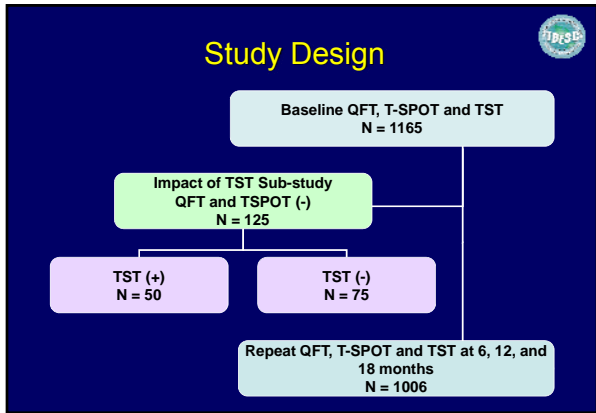 Study Design
Baseline QFT, T-SPOT and TST
N = 1165
Impact of TST Sub-study
QFT and TSPOT (-)
N = 125
TST (+)
N = 50
TST (-)
N = 75
Repeat QFT, T-SPOT and TST at 6, 12, and
18 months
N = 1006